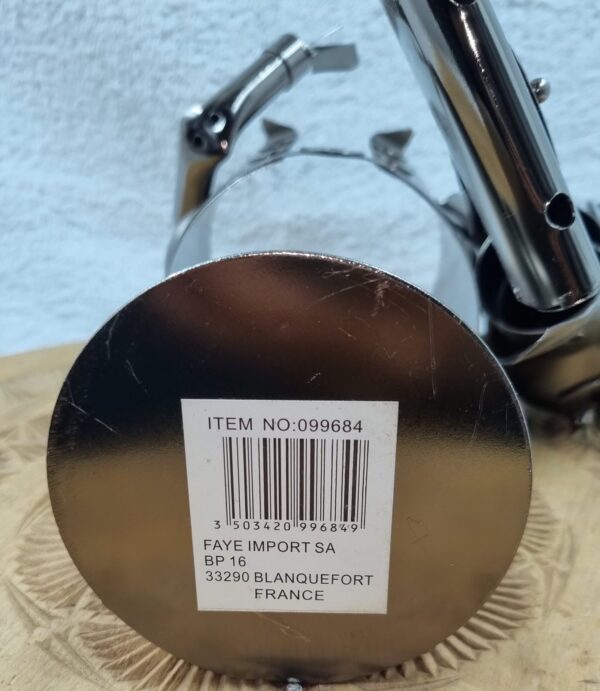 ITEM NO:099684
3 503420 996849
FAYE IMPORT SA
BP 16
33290 BLANQUEFORT
FRANCE